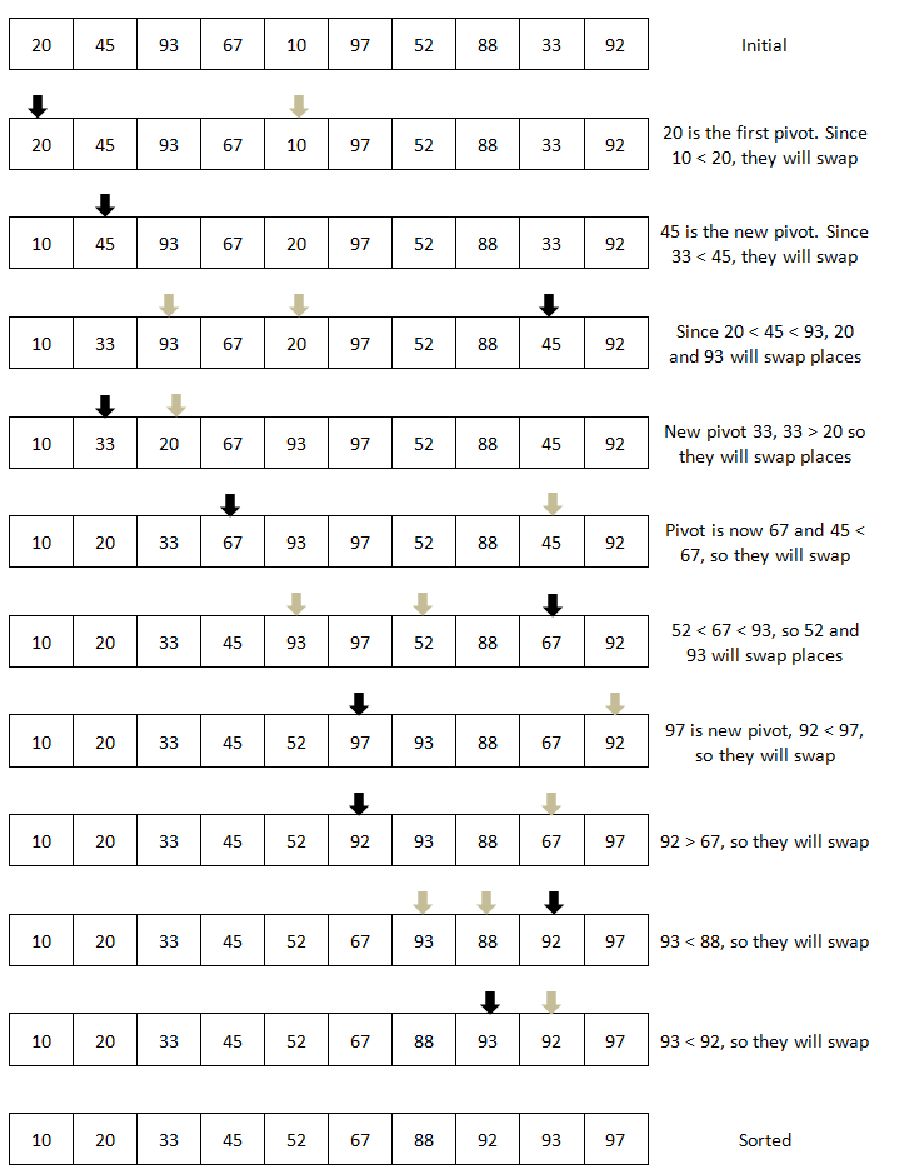 20 45 93 67 10 97 52 88 33 92 Initial
20 45 93 67 10 97 52 88 33 92
20 is the first pivot. Since
10 < 20, they will swap
10 45 93 67 20 97 52 88 33 92
45 is the new pivot. Since
33 < 45, they will swap
10 33 93 67 20 97 52 88 45 92
Since 20 < 45 < 93, 20
and 93 will swap places
10 33 20 67 93 97 52 88 45 92
New pivot 33, 33 > 20 so
they will swap places
10 20 33 67 93 97 52 88 45 92
Pivot is now 67 and 45 <
67, so they will swap
10 20 33 45 93 97 52 88 67 92
52 < 67 < 93, so 52 and
93 will swap places
10 20 33 45 52 97 93 88 67 92
97 is new pivot, 92 < 97,
so they will swap
10 20 33 45 52 92 93 88 67 97 92 > 67, so they will swap
10 20 33 45 52 67 93 88 92 97 93 < 88, so they will swap
10 20 33 45 52 67 88 93 92 97 93 < 92, so they will swap
10 20 33 45 52 67 88 92 93 97 Sorted